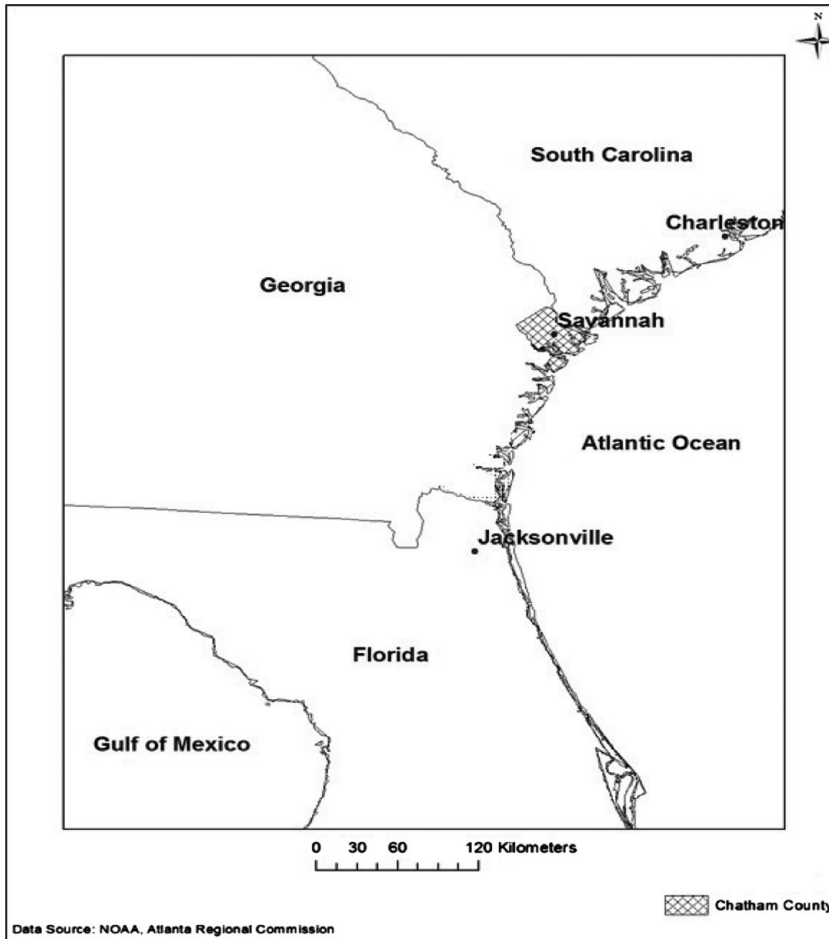 N
South Carolina
Charleston
Georgia
Savannah
Atlantic Ocean
Jacksonville
Florida
Gulf of Mexico
0 30 60 120 Kilometers
Chatham County
Data Source: NOAA, Atlanta Regional Commission